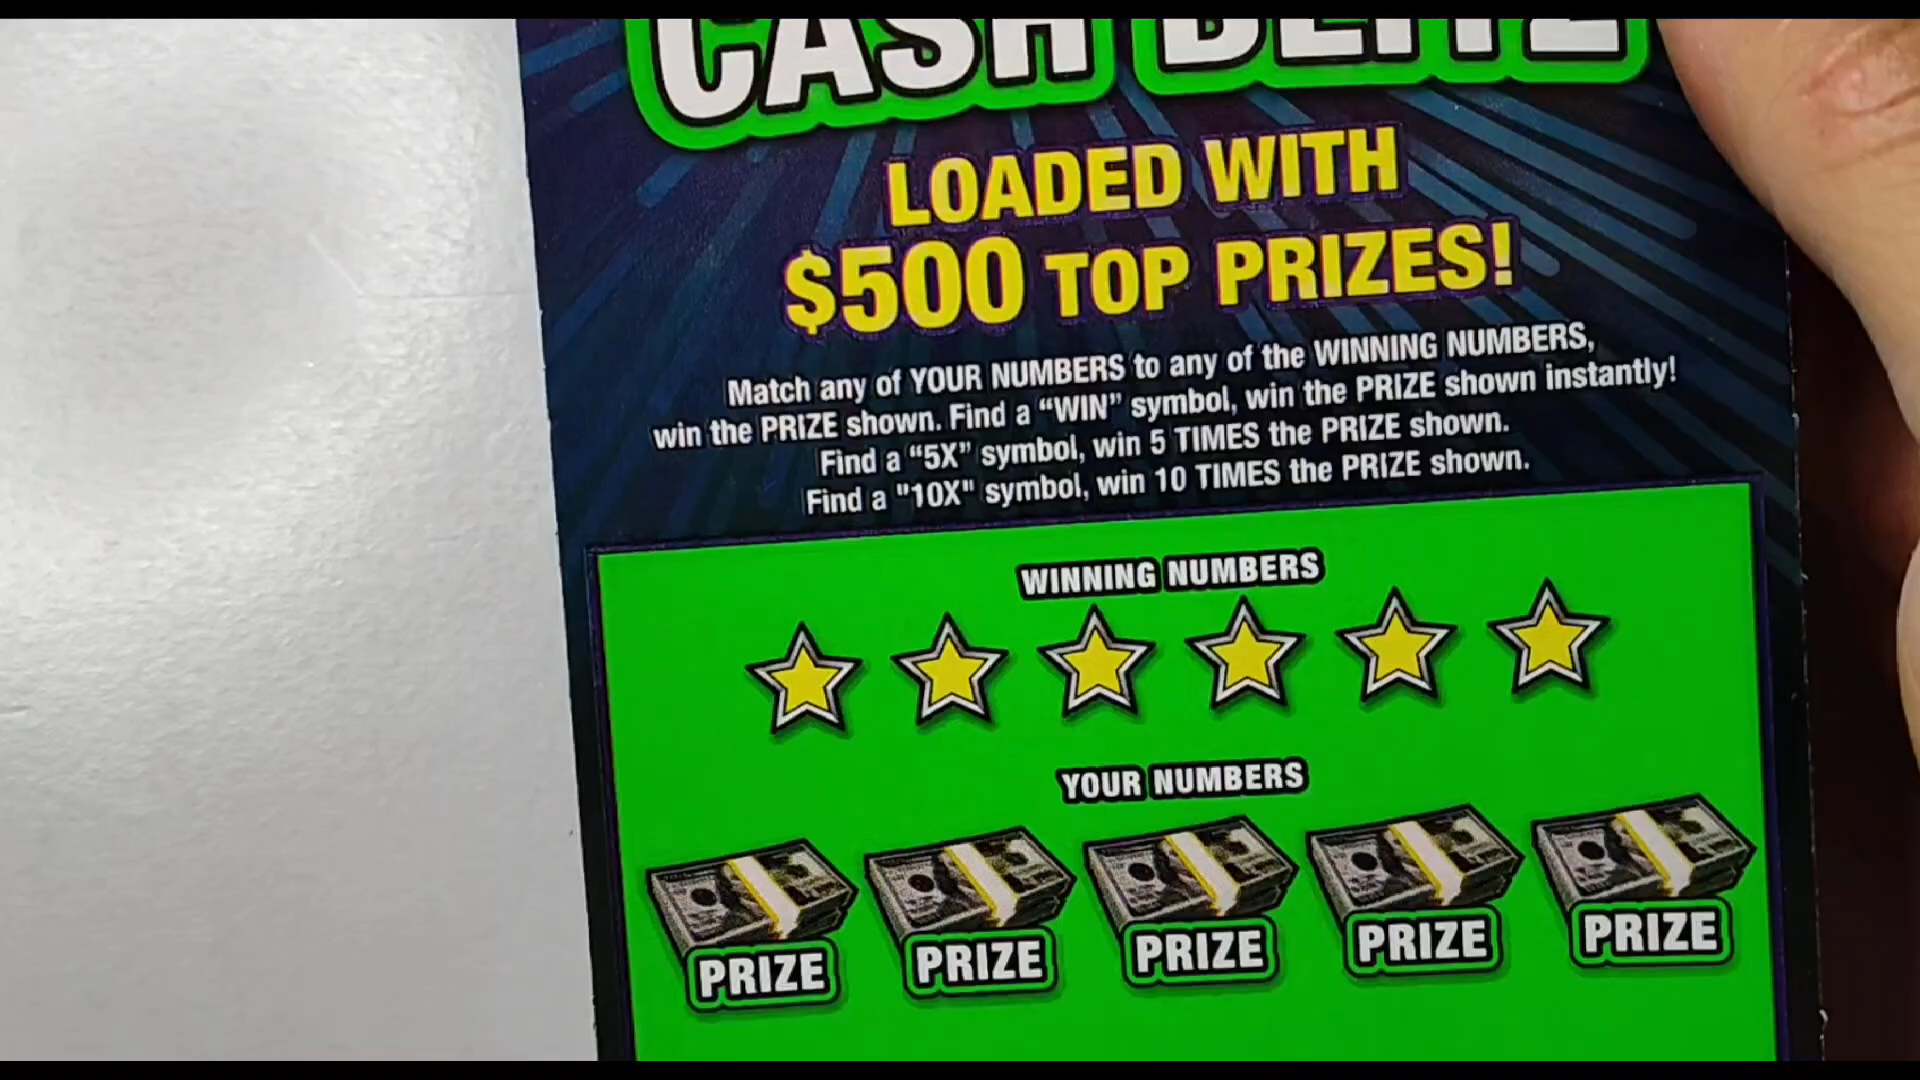 CASH BLITZ
LOADED WITH
$500 TOP PRIZES!
Match any of YOUR NUMBERS to any of the WINNING NUMBERS,
win the PRIZE shown. Find a “WIN” symbol, win the PRIZE shown instantly!
Find a “5X” symbol, win 5 TIMES the PRIZE shown.
Find a "10X" symbol, win 10 TIMES the PRIZE shown.
WINNING NUMBERS
YOUR NUMBERS
PRIZE PRIZE PRIZE PRIZE PRIZE